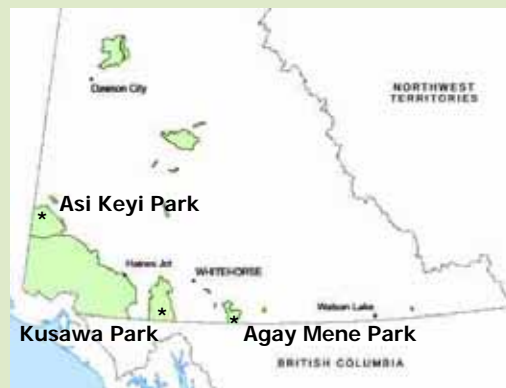 Dawson City
NORTHWEST
TERRITORIES
* Asi Keyi Park
Haines Jct
WHITEHORSE
Watson Lake
*
*
Kusawa Park
Agay Mene Park
BRITISH COLUMBIA